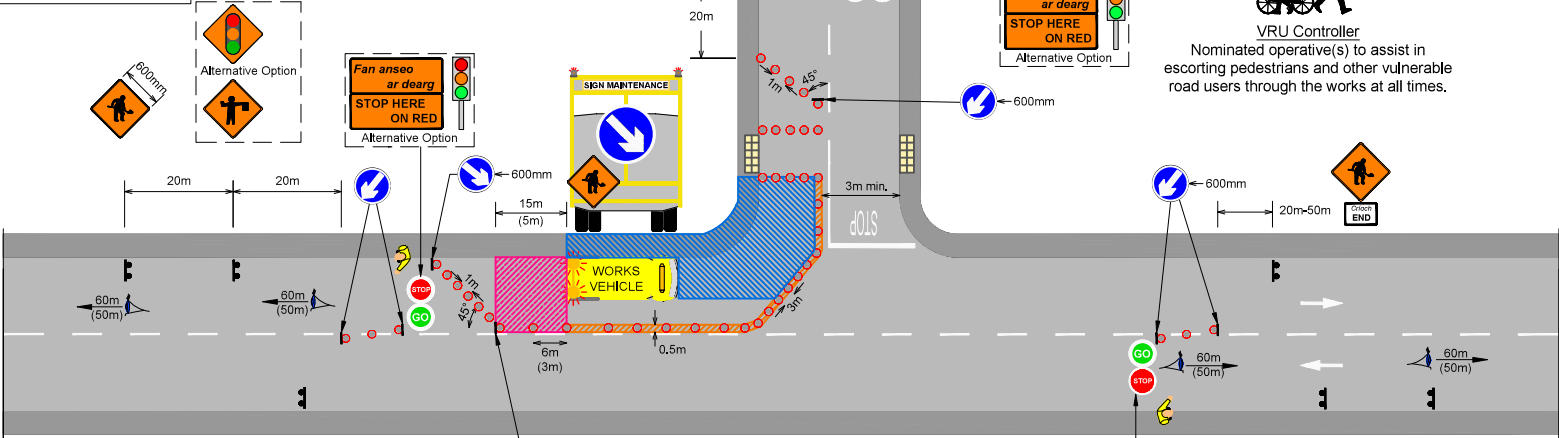 20m
ar dearg
STOP HERE
ON RED
Alternative Option
VRU Controller
Nominated operative(s) to assist in
escorting pedestrians and other vulnerable
road users through the works at all times.
Alternative Option
600mm
Fan anseo
ar dearg
STOP HERE
ON RED
Alternative Option
SIGN MAINTENANCE
1m
45°
600mm
20m
20m
600mm
15m
(5m)
3m min.
600mm
20m-50m
Críoch
END
STOP
60m
(50m)
60m
(50m)
STOP
GO
1m
45°
WORKS
VEHICLE
3m
6m
(3m)
0.5m
GO
STOP
60m
(50m)
60m
(50m)